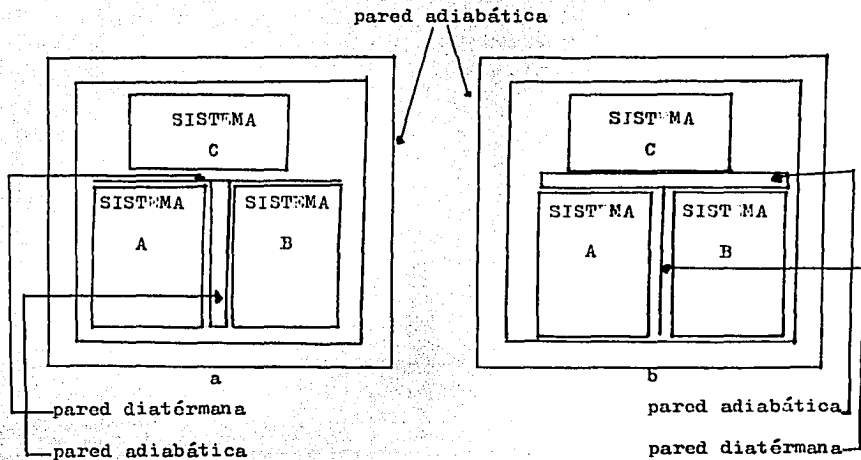 pared adiabática
SISTEMA
C
SISTEMA
A
SISTEMA
B
a
pared diatérmana
pared adiabática
SISTEMA
C
SISTEMA
A
SISTEMA
B
b
pared adiabática
pared diatérmana